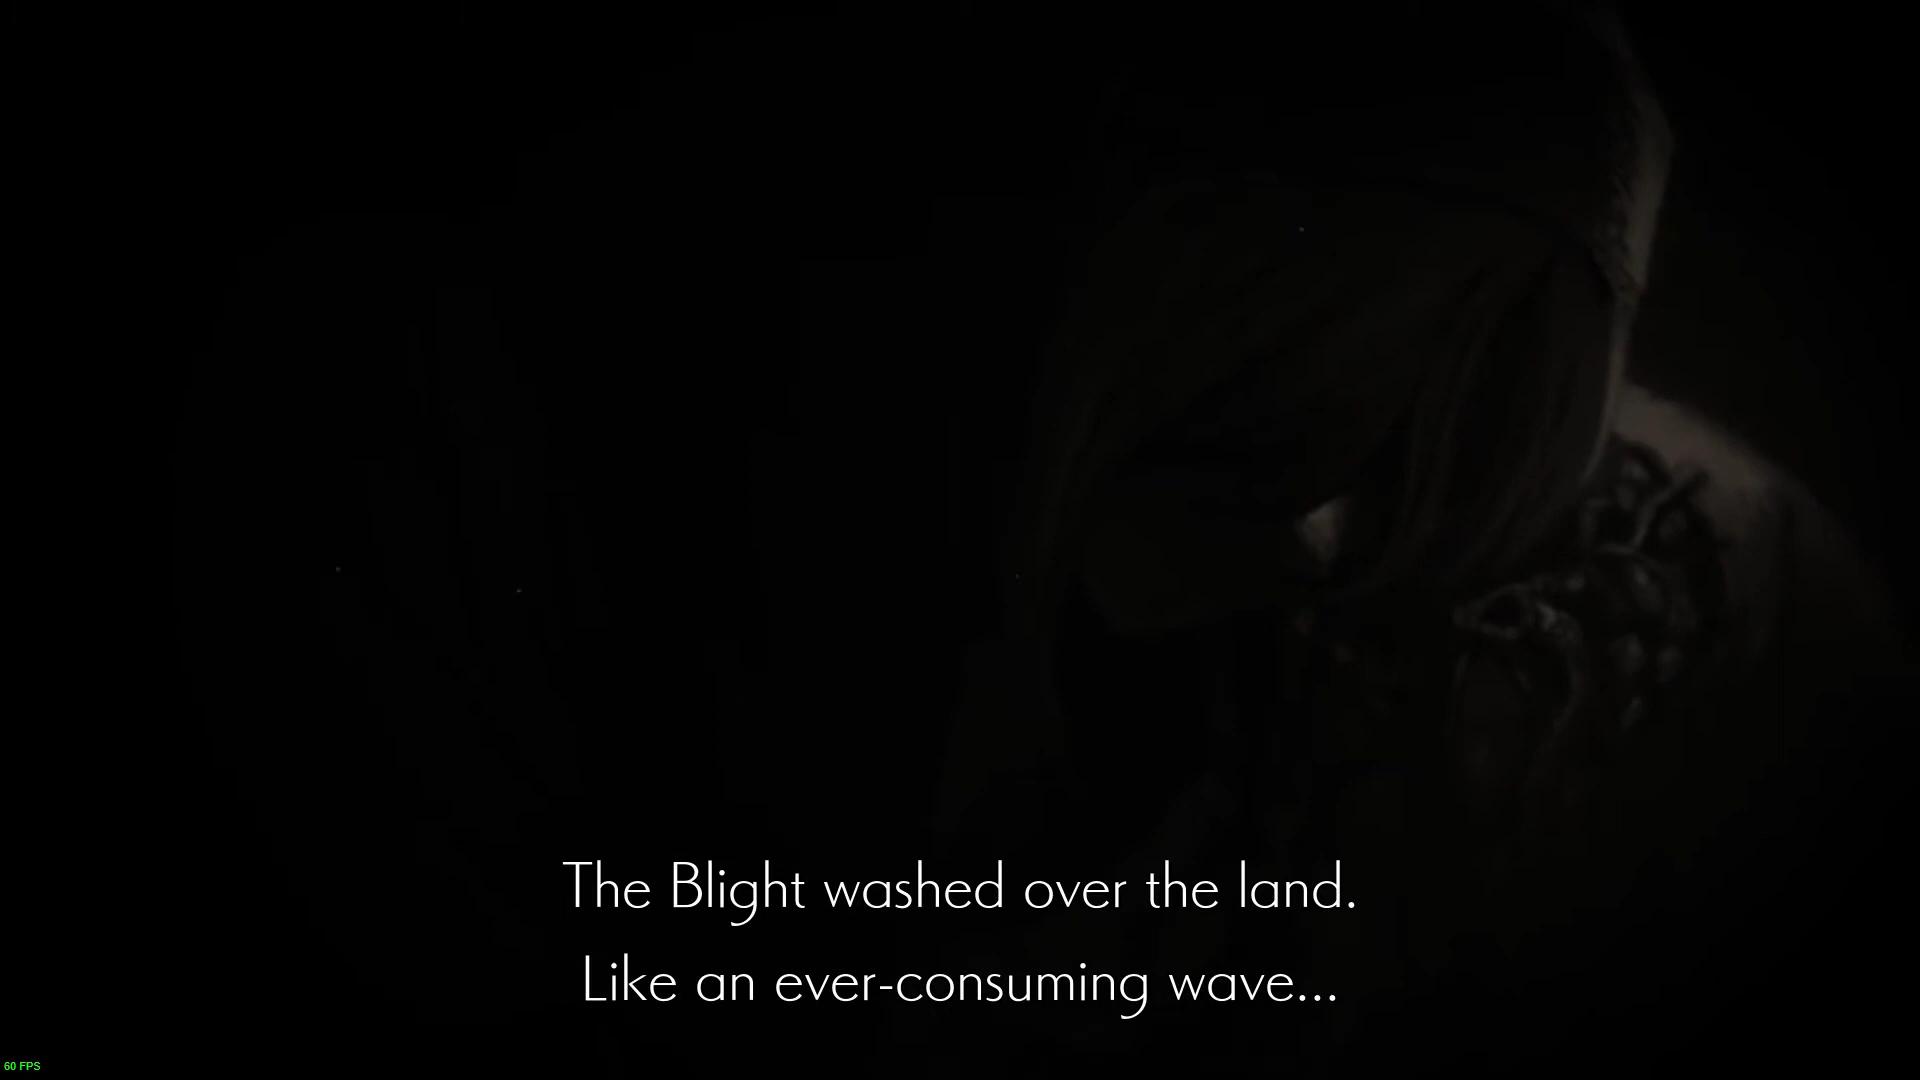 The Blight washed over the land.
Like an ever-consuming wave...
60 FPS